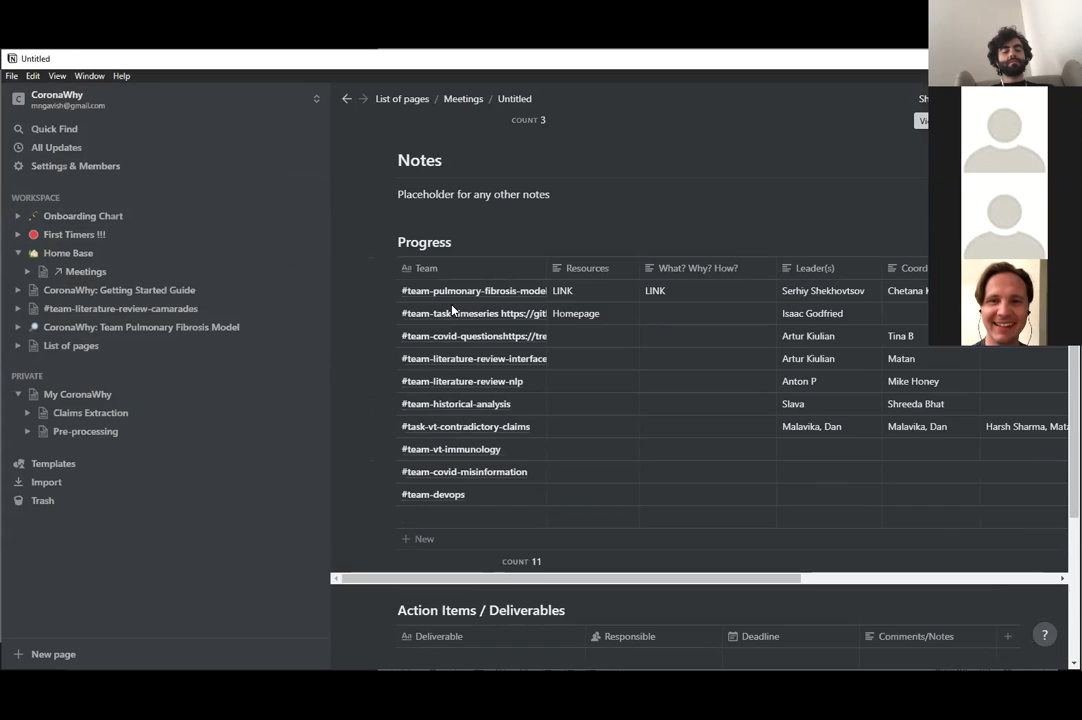 Untitled
File Edit View Window Help
C CoronaWhy
mngavish@gmail.com
Quick Find
All Updates
Settings & Members
WORKSPACE
Onboarding Chart
First Timers !!!
Home Base
Meetings
CoronaWhy: Getting Started Guide
#team-literature-review-camarades
CoronaWhy: Team Pulmonary Fibrosis Model
List of pages
PRIVATE
My CoronaWhy
Claims Extraction
Pre-processing
Templates
Import
Trash
New page
List of pages / Meetings / Untitled
Sh
COUNT 3
Vi
Notes
Placeholder for any other notes
Progress
Aa Team Resources What? Why? How? Leader(s) Coord
#team-pulmonary-fibrosis-model LINK LINK Serhiy Shekhovtsov Chetana K
#team-task-timeseries https://git Homepage Isaac Godfried
#team-covid-questionshttps://tre Artur Kiulian Tina B
#team-literature-review-interface Artur Kiulian Matan
#team-literature-review-nlp Anton P Mike Honey
#team-historical-analysis Slava Shreeda Bhat
#task-vt-contradictory-claims Malavika, Dan Malavika, Dan Harsh Sharma, Mata
#team-vt-immunology
#team-covid-misinformation
#team-devops
+ New
COUNT 11
Action Items / Deliverables
Aa Deliverable Responsible Deadline Comments/Notes +
?